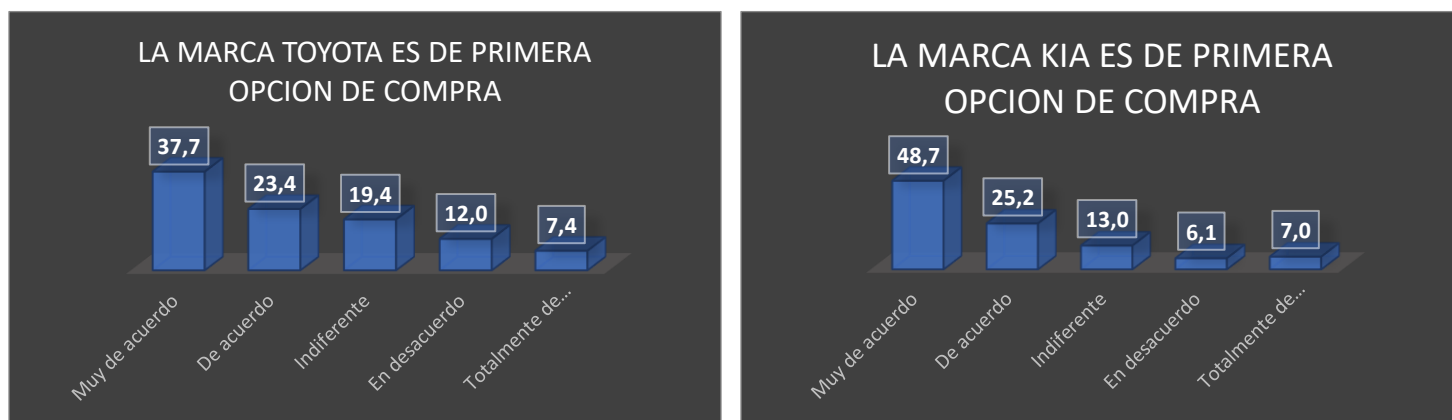 LA MARCA TOYOTA ES DE PRIMERA
OPCION DE COMPRA
37,7
23,4
19,4
12,0
7,4
Muy de acuerdo
De acuerdo
Indiferente
En desacuerdo
Totalmente de...
LA MARCA KIA ES DE PRIMERA
OPCION DE COMPRA
48,7
25,2
13,0
6,1
7,0
Muy de acuerdo
De acuerdo
Indiferente
En desacuerdo
Totalmente de...